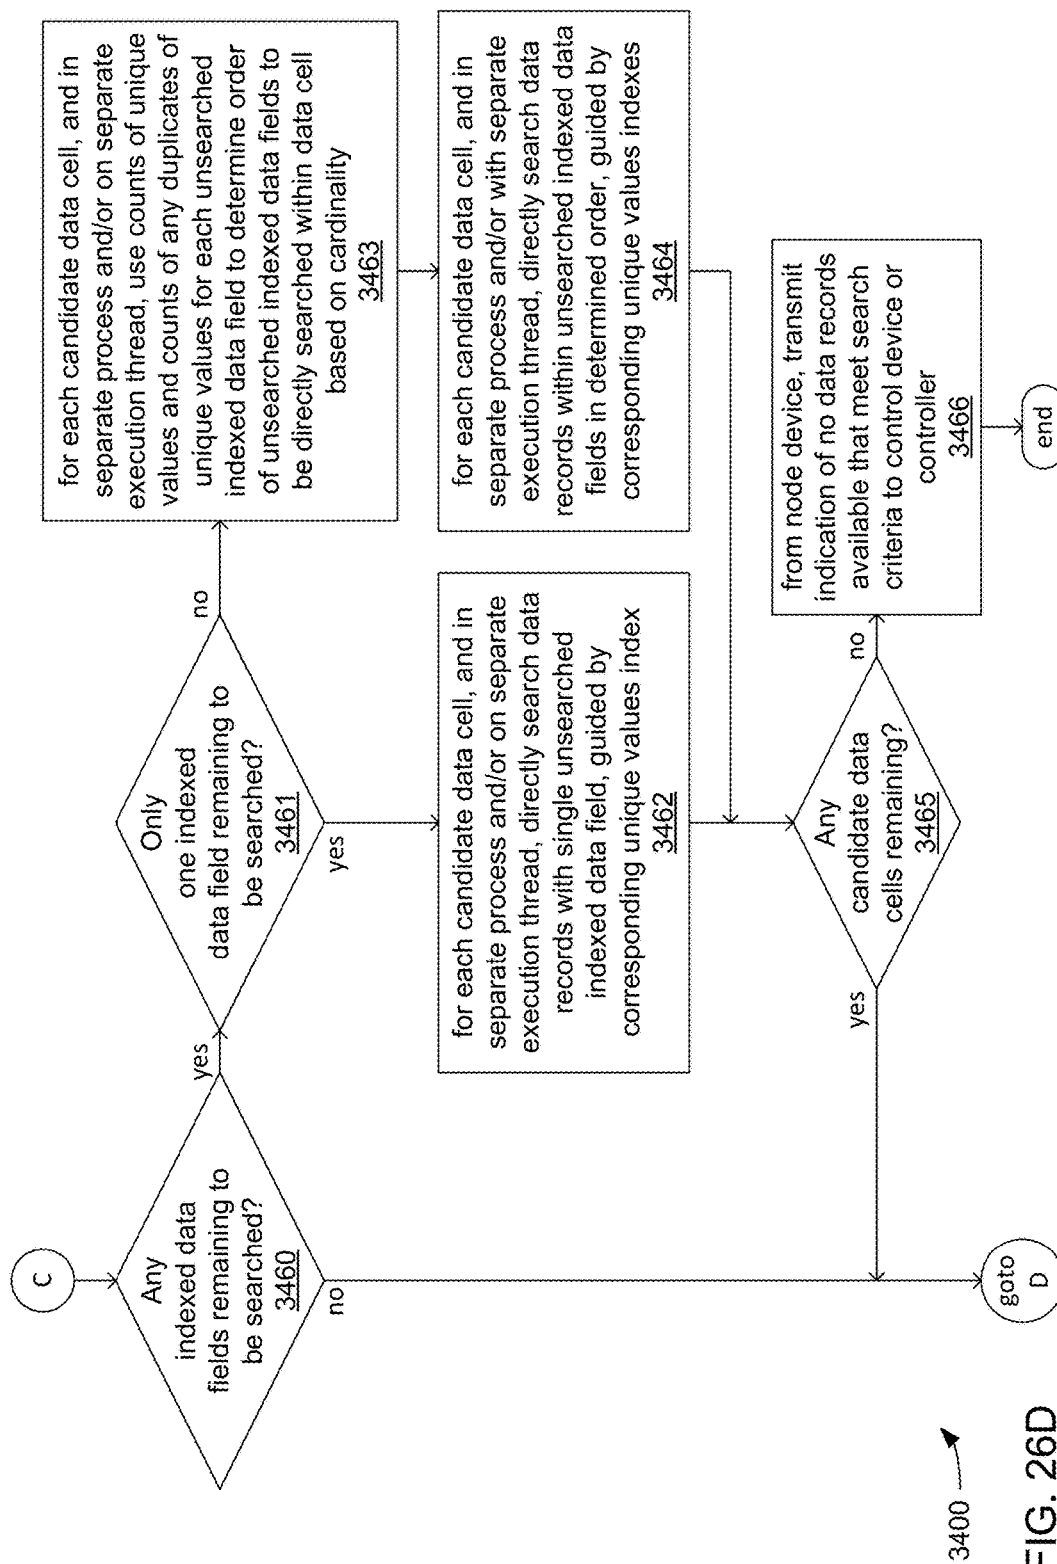 C
Any
indexed data
fields remaining to
be searched?
3460
yes
no
Only
one indexed
data field remaining to
be searched?
3461
no
yes
for each candidate data cell, and in
separate process and/or on separate
execution thread, use counts of unique
values and counts of any duplicates of
unique values for each unsearched
indexed data field to determine order
of unsearched indexed data fields to
be directly searched within data cell
based on cardinality
3463
for each candidate data cell, and in
separate process and/or on separate
execution thread, directly search data
records with single unsearched
indexed data field, guided by
corresponding unique values index
3462
for each candidate data cell, and in
separate process and/or with separate
execution thread, directly search data
records within unsearched indexed data
fields in determined order, guided by
corresponding unique values indexes
3464
Any
candidate data
cells remaining?
3465
yes
no
from node device, transmit
indication of no data records
available that meet search
criteria to control device or
controller
3466
goto
D
end
3400
FIG. 26D